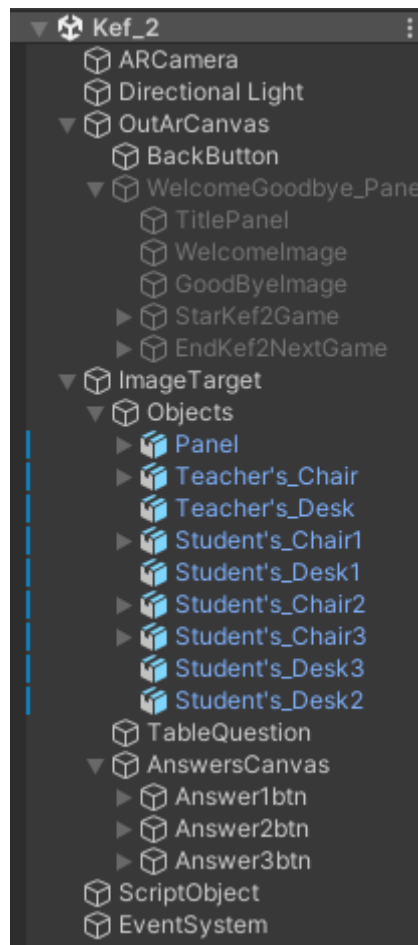 Kef_2
ARCamera
Directional Light
OutArCanvas
BackButton
WelcomeGoodbye_Pane
TitlePanel
WelcomeImage
GoodByeImage
StarKef2Game
EndKef2NextGame
ImageTarget
Objects
Panel
Teacher's_Chair
Teacher's_Desk
Student's_Chair1
Student's_Desk1
Student's_Chair2
Student's_Chair3
Student's_Desk3
Student's_Desk2
TableQuestion
AnswersCanvas
Answer1btn
Answer2btn
Answer3btn
ScriptObject
EventSystem